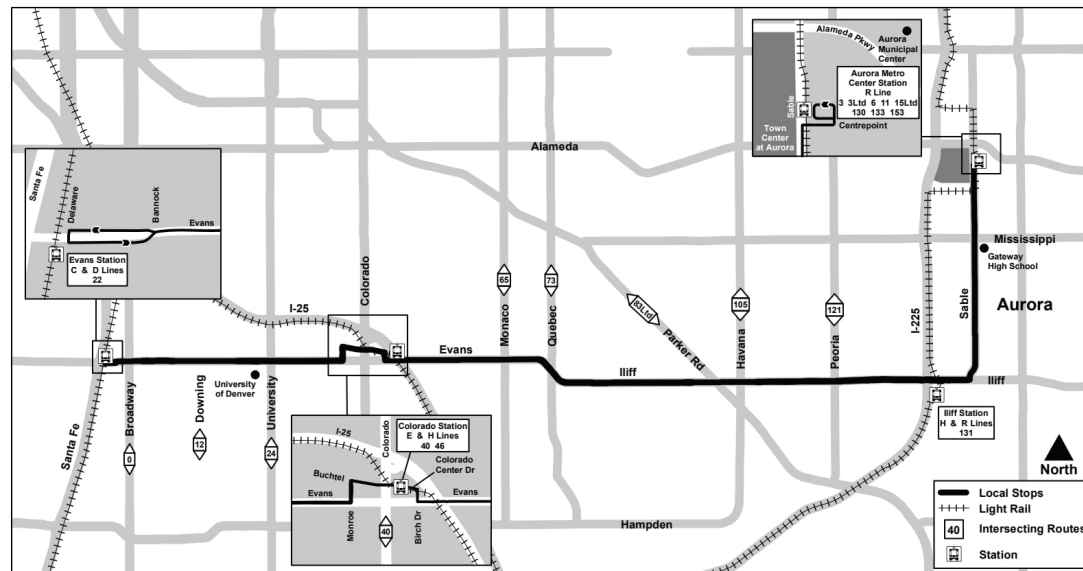 Alameda Pkwy
Aurora
Municipal
Center
Aurora Metro
Center Station
R Line
3 3Ltd 6 11 15Ltd
130 133 153
Sable
Centrepoint
Town
Center
at Aurora
Alameda
Santa Fe
Delaware
Bannock
Evans
Evans Station
C & D Lines
22
Colorado
65
Monaco
73
Quebec
83Ltd
Parker Rd
105
Havana
121
Peoria
I-225
Sable
Mississippi
Gateway
High School
Aurora
I-25
Evans
Iliff
Iliff
University
of Denver
Santa Fe
Broadway
0
Downing
12
University
24
Iliff Station
H & R Lines
131
I-25
Colorado
Colorado Station
E & H Lines
40 46
Colorado
Center Dr
Buchtel
Evans
Evans
Monroe
40
Birch Dr
Hampden
North
Local Stops
Light Rail
40 Intersecting Routes
Station